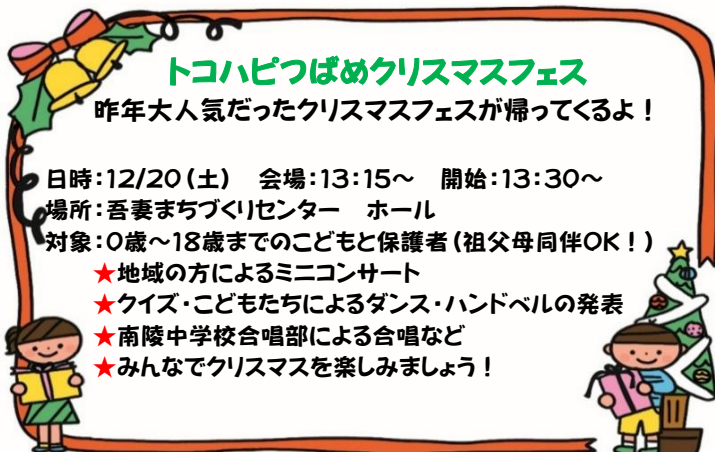 トコハピつばめクリスマスフェス
昨年大人気だったクリスマスフェスが帰ってくるよ！
日時：12/20（土）　会場：13：15～　開始：13：30～
場所：吾妻まちづくりセンター　ホール
対象：0歳～18歳までのこどもと保護者（祖父母同伴OK！）
★地域の方によるミニコンサート
★クイズ・こどもたちによるダンス・ハンドベルの発表
★南陵中学校合唱部による合唱など
★みんなでクリスマスを楽しみましょう！